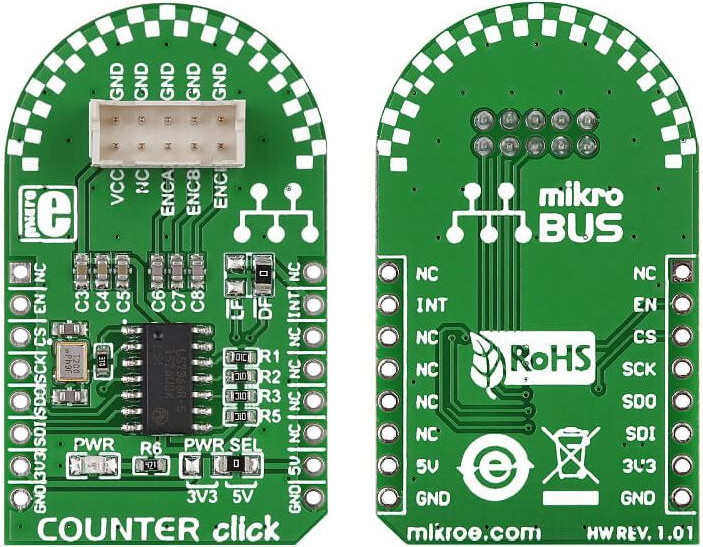 GND
GND
GND
GND
GND
VCC
NC
ENCA
ENCB
mikro
e
C3
C4
C5
C6
C7
C8
LF
DF
NC
EN
CS
SCK
SDO
SDI
3V3
GND
NC
INT
NC
NC
NC
NC
5V
GND
R1
R2
R3
R5
PWR
R6
PWR SEL
3V3
5V
COUNTER click
mikro
BUS
NC
INT
NC
NC
NC
NC
5V
GND
NC
EN
CS
SCK
SDO
SDI
3V3
GND
RoHS
mikroe.com
HW REV. 1.01